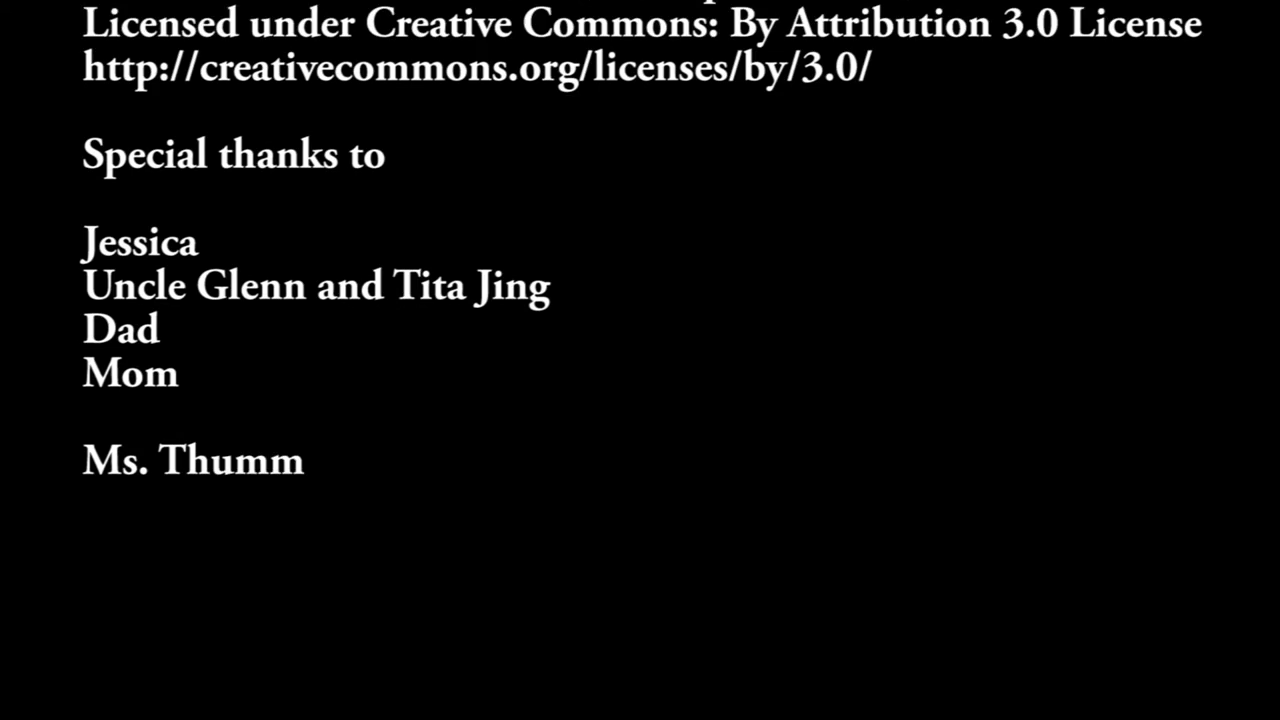 Licensed under Creative Commons: By Attribution 3.0 License
http://creativecommons.org/licenses/by/3.0/
Special thanks to
Jessica
Uncle Glenn and Tita Jing
Dad
Mom
Ms. Thumm